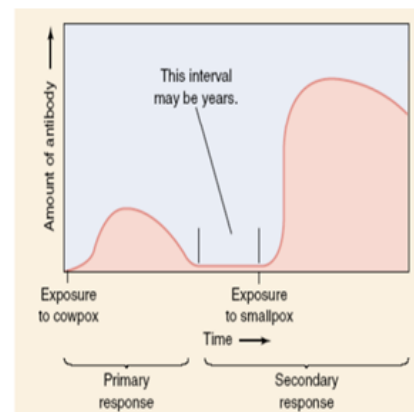 Amount of antibody
This interval
may be years.
Exposure
to cowpox
Exposure
to smallpox
Time
Primary
response
Secondary
response